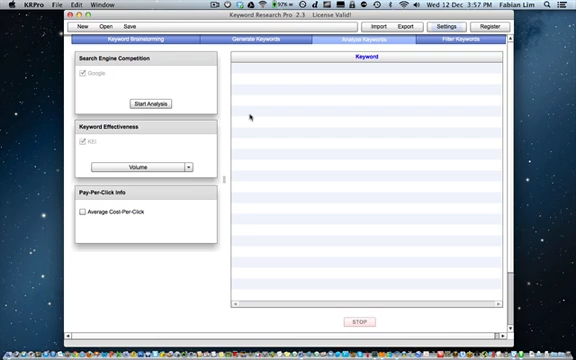 KRPro File Edit Window 97% Wed 12 Dec 3:57 PM Fabian Lim
Keyword Research Pro 2.3 License Valid!
New Open Save Import Export Settings Register
Keyword Brainstorming Generate Keywords Analyze Keywords Filter Keywords
Search Engine Competition
Google
Start Analysis
Keyword Effectiveness
KEI
Volume
Pay-Per-Click Info
Average Cost-Per-Click
Keyword
STOP